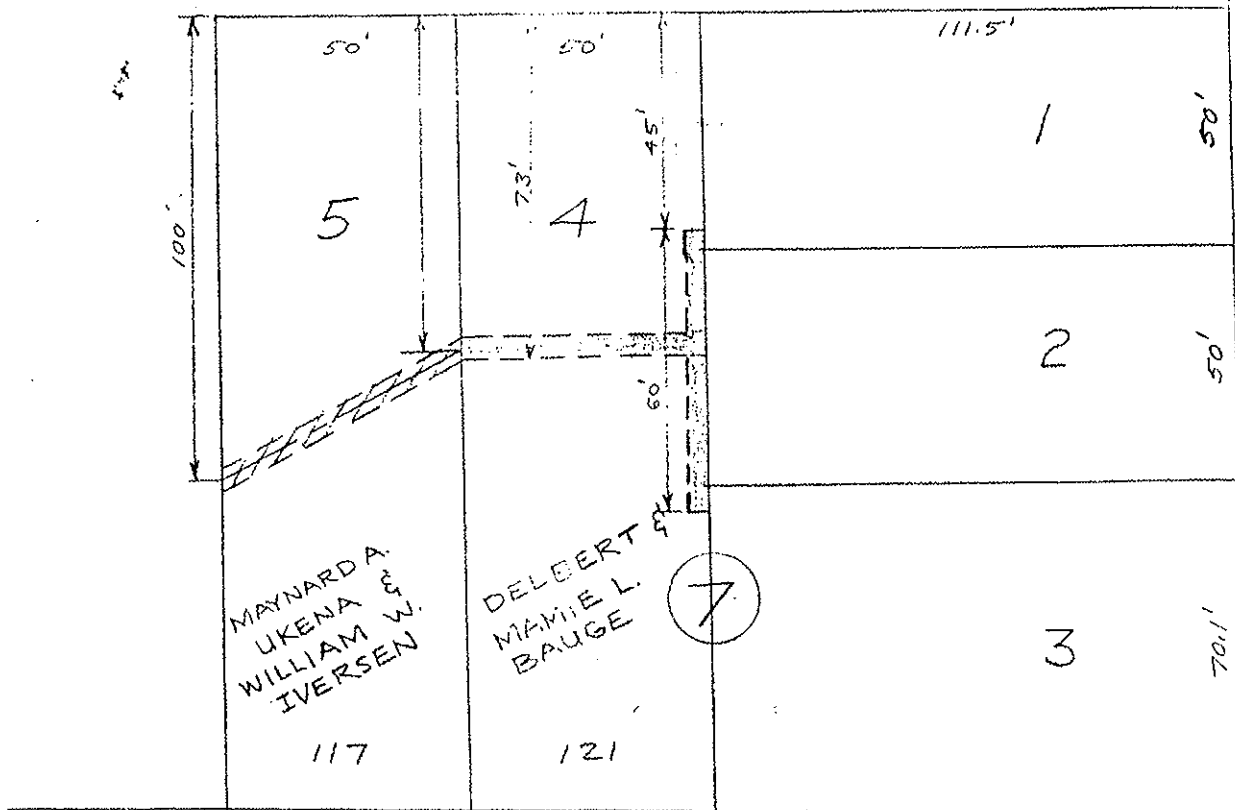 50'
50'
111.5'
1
50'
45'
73'
5
4
100'
2
50'
60'
MAYNARD A.
UKENA &
WILLIAM W.
IVERSEN
DELBERT &
MAMIE L.
BAUGE
7
3
70.1'
117
121